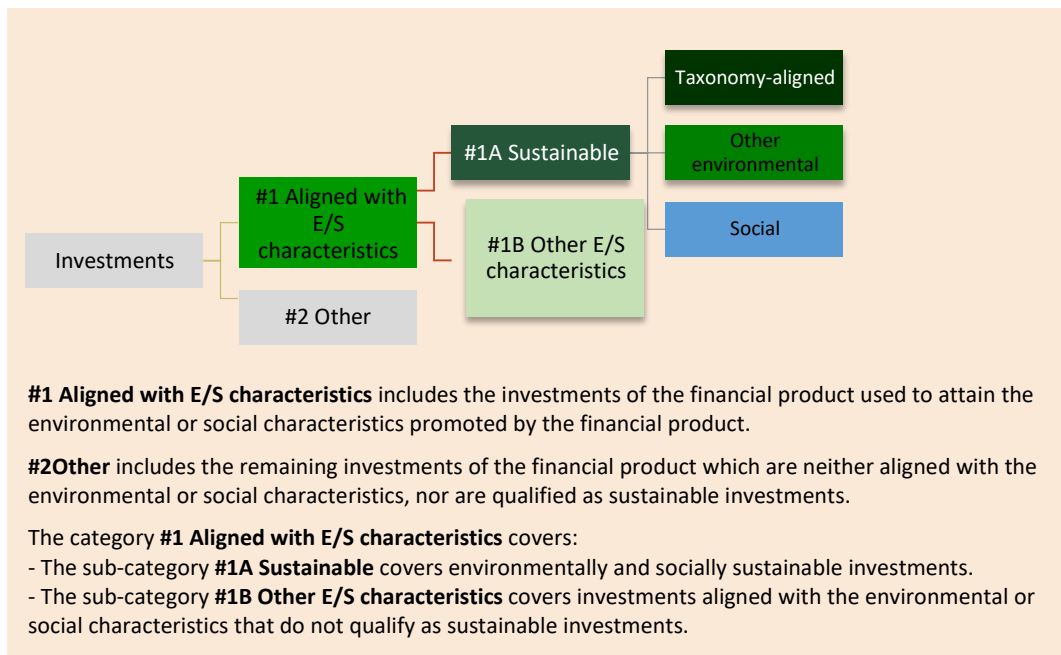 Taxonomy-aligned
#1A Sustainable
Other
environmental
#1 Aligned with
E/S
characteristics
#1B Other E/S
characteristics
Social
Investments
#2 Other
#1 Aligned with E/S characteristics includes the investments of the financial product used to attain the
environmental or social characteristics promoted by the financial product.
#2Other includes the remaining investments of the financial product which are neither aligned with the
environmental or social characteristics, nor are qualified as sustainable investments.
The category #1 Aligned with E/S characteristics covers:
- The sub-category #1A Sustainable covers environmentally and socially sustainable investments.
- The sub-category #1B Other E/S characteristics covers investments aligned with the environmental or
social characteristics that do not qualify as sustainable investments.